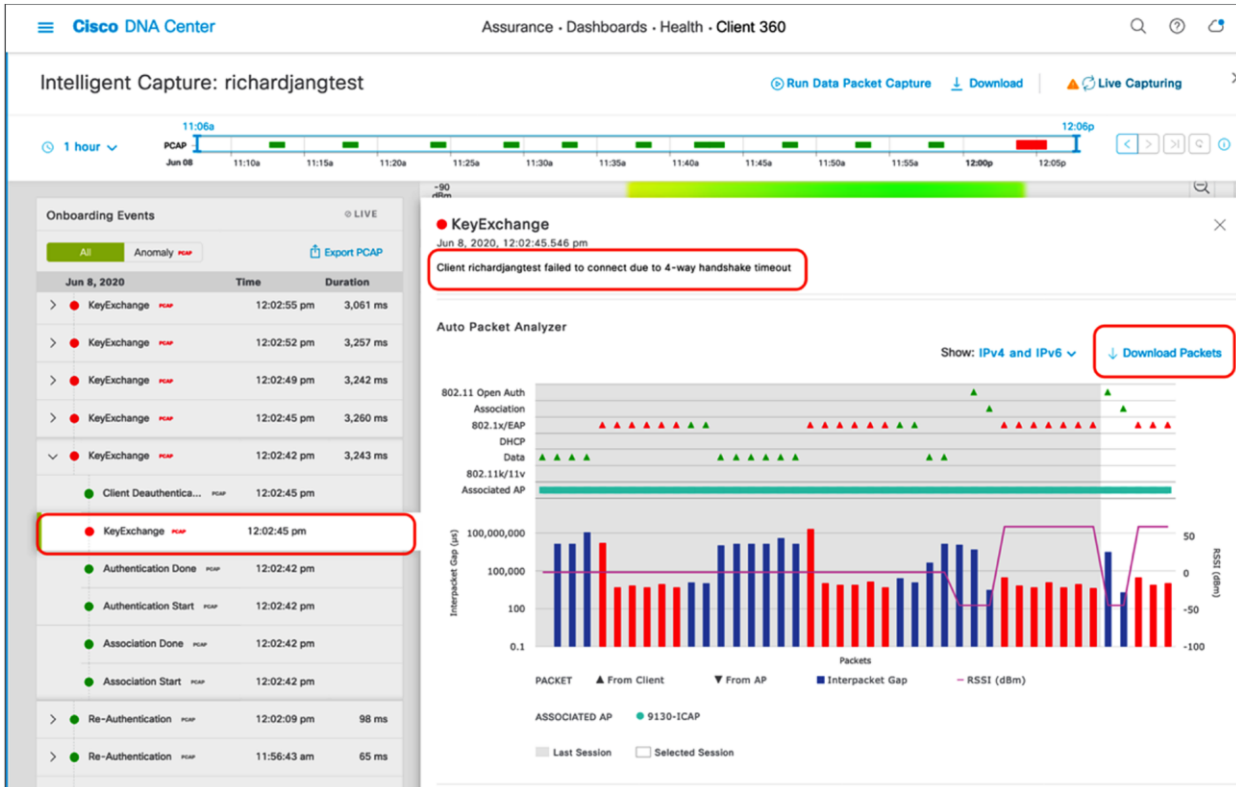 Cisco DNA Center
Assurance · Dashboards · Health · Client 360
Intelligent Capture: richardjangtest
Run Data Packet Capture
Download
Live Capturing
1 hour
11:06a
12:06p
PCAP
Jun 08
11:10a 11:15a 11:20a 11:25a 11:30a 11:35a 11:40a 11:45a 11:50a 11:55a 12:00p 12:05p
Onboarding Events
LIVE
All
Anomaly PCAP
Export PCAP
Jun 8, 2020 Time Duration
KeyExchange PCAP 12:02:55 pm 3,061 ms
KeyExchange PCAP 12:02:52 pm 3,257 ms
KeyExchange PCAP 12:02:49 pm 3,242 ms
KeyExchange PCAP 12:02:45 pm 3,260 ms
KeyExchange PCAP 12:02:42 pm 3,243 ms
Client Deauthentica... PCAP 12:02:45 pm
KeyExchange PCAP 12:02:45 pm
Authentication Done PCAP 12:02:42 pm
Authentication Start PCAP 12:02:42 pm
Association Done PCAP 12:02:42 pm
Association Start PCAP 12:02:42 pm
Re-Authentication PCAP 12:02:09 pm 98 ms
Re-Authentication PCAP 11:56:43 am 65 ms
-90
dBm
KeyExchange
Jun 8, 2020, 12:02:45.546 pm
Client richardjangtest failed to connect due to 4-way handshake timeout
Auto Packet Analyzer
Show: IPv4 and IPv6
Download Packets
802.11 Open Auth
Association
802.1x/EAP
DHCP
Data
802.11k/11v
Associated AP
Interpacket Gap (µs)
100,000,000
100,000
100
0.1
50
0
-50
-100
RSSI (dBm)
Packets
PACKET From Client From AP Interpacket Gap RSSI (dBm)
ASSOCIATED AP 9130-ICAP
Last Session Selected Session